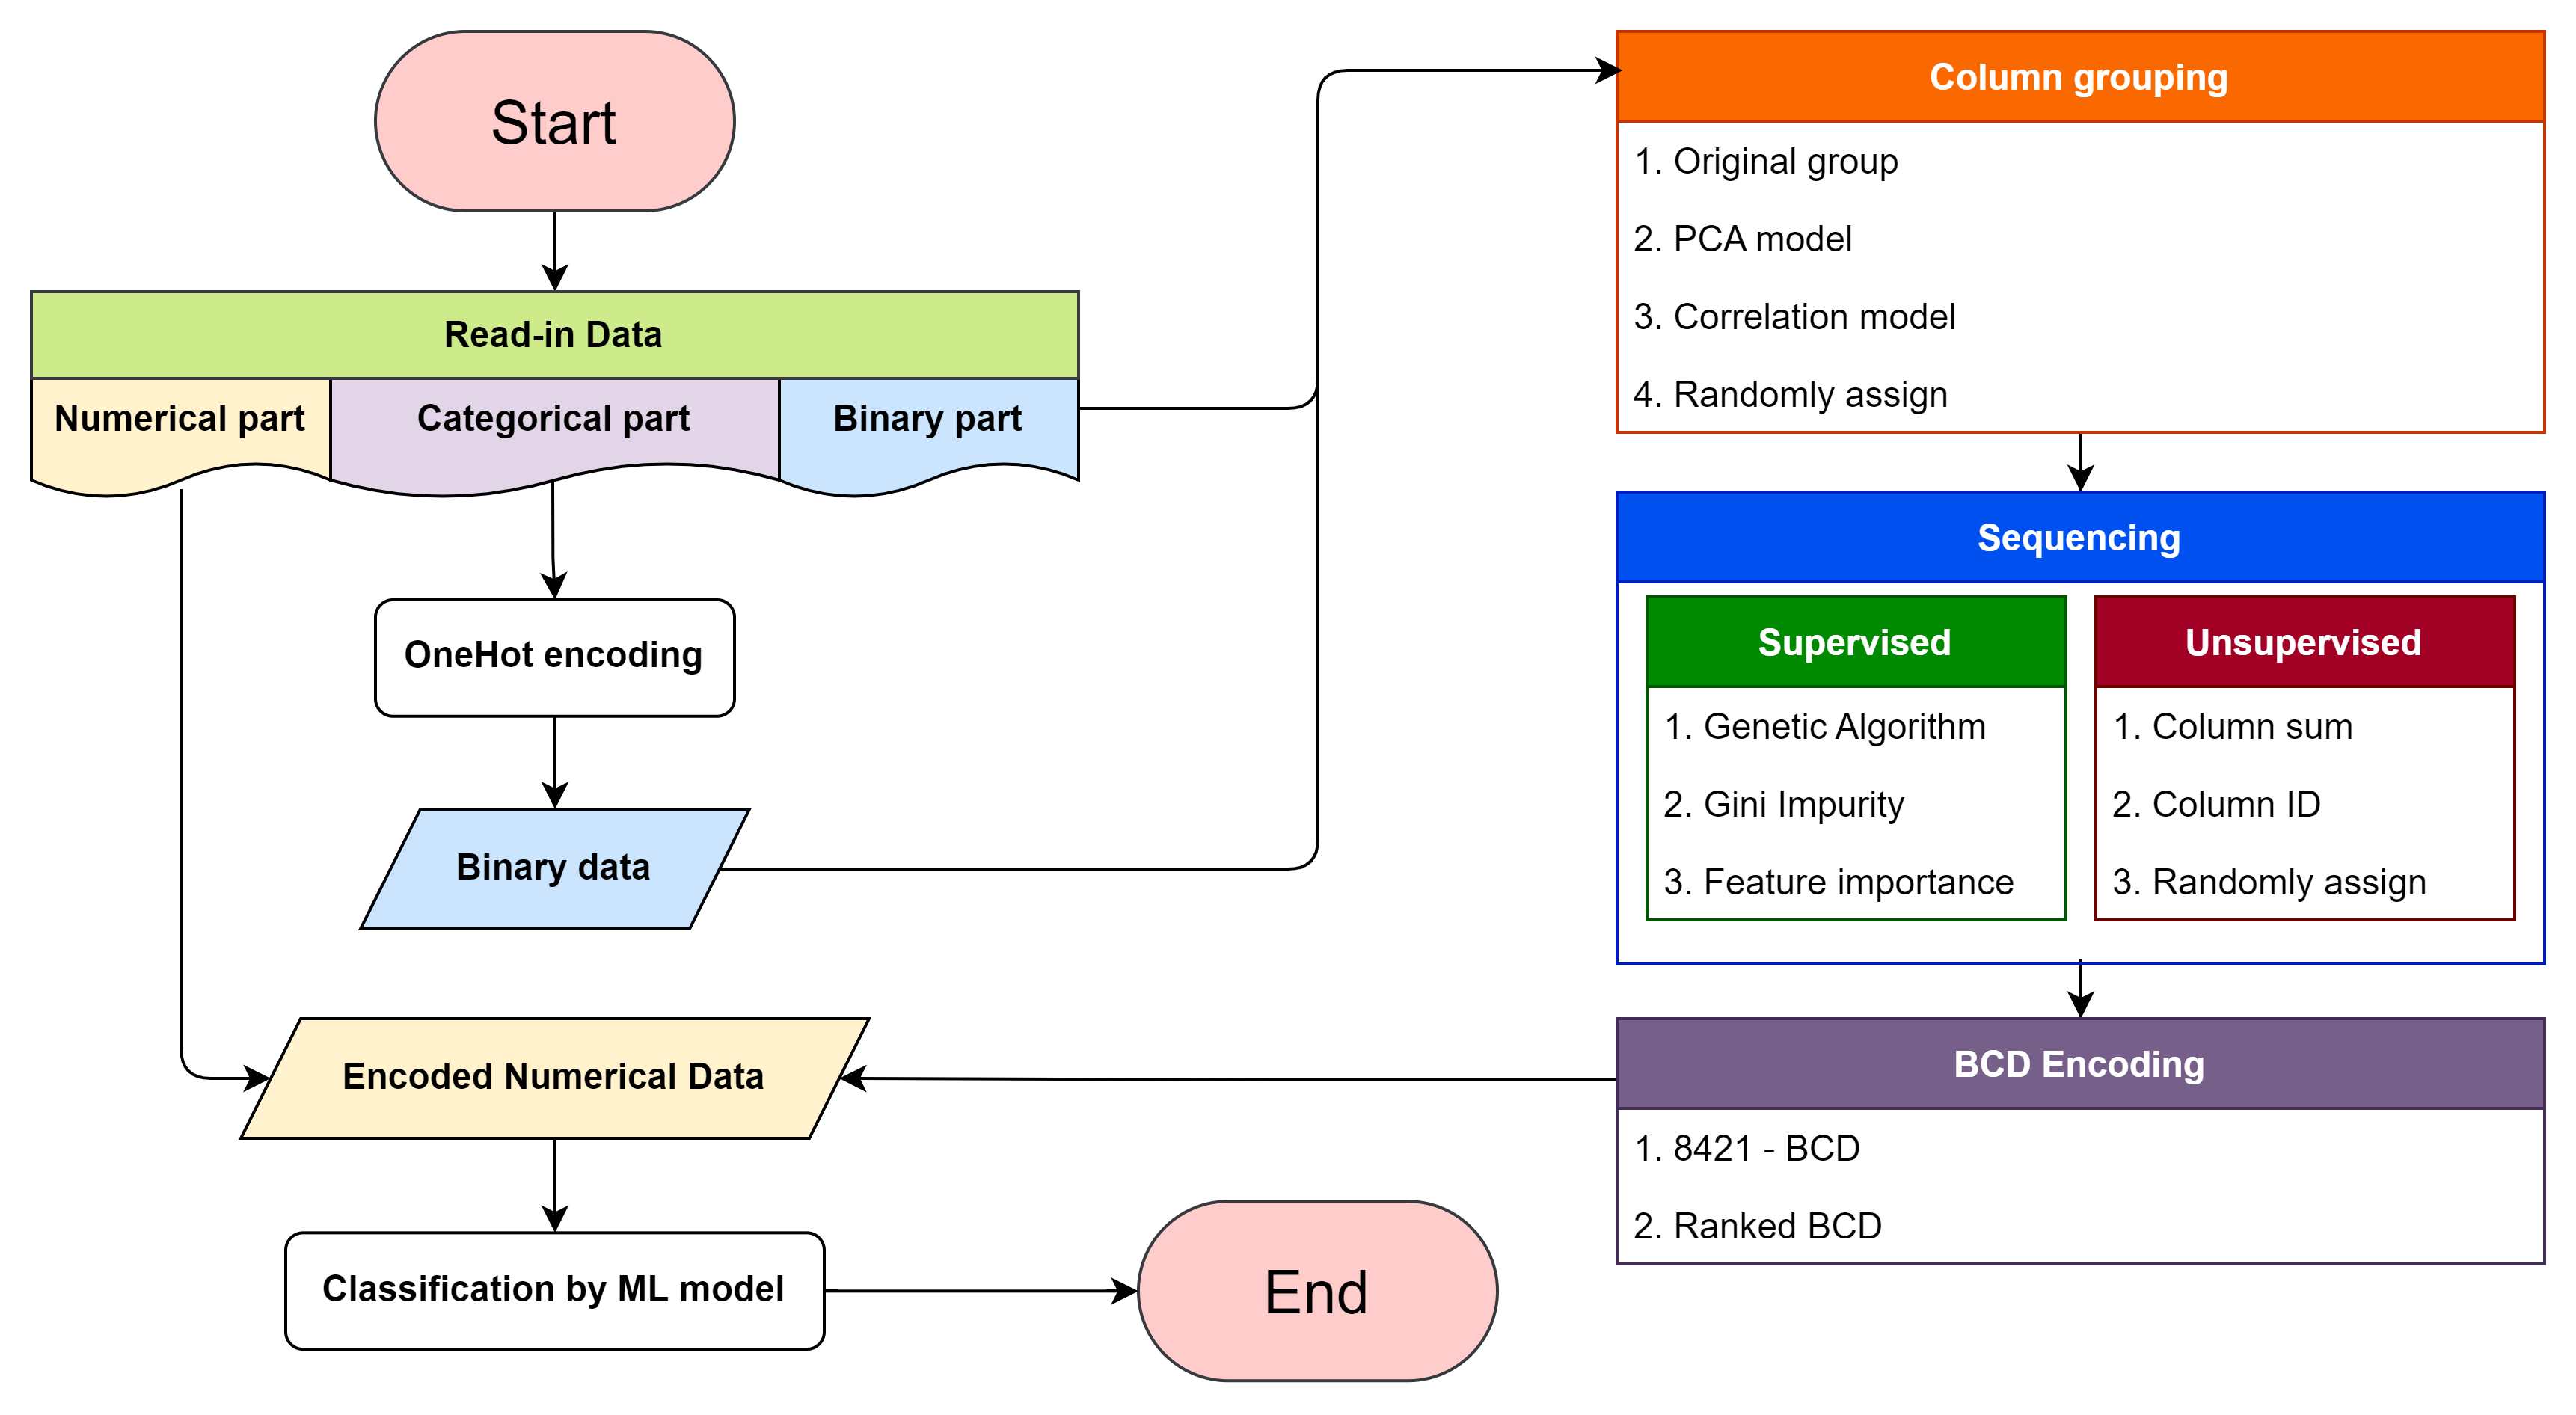 Start
Read-in Data
Numerical part
Categorical part
Binary part
OneHot encoding
Binary data
Encoded Numerical Data
Classification by ML model
End
Column grouping
1. Original group
2. PCA model
3. Correlation model
4. Randomly assign
Sequencing
Supervised
1. Genetic Algorithm
2. Gini Impurity
3. Feature importance
Unsupervised
1. Column sum
2. Column ID
3. Randomly assign
BCD Encoding
1. 8421 - BCD
2. Ranked BCD